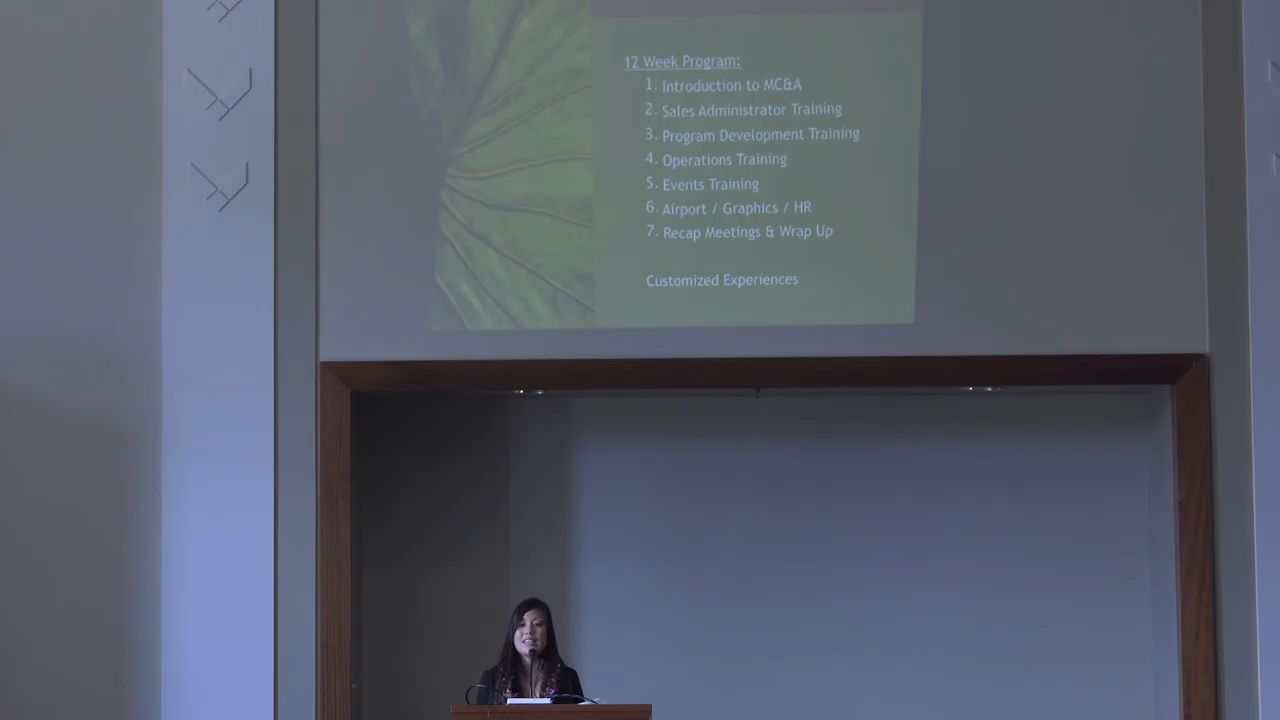 12 Week Program:
1. Introduction to MC&A
2. Sales Administrator Training
3. Program Development Training
4. Operations Training
5. Events Training
6. Airport / Graphics / HR
7. Recap Meetings & Wrap Up
Customized Experiences